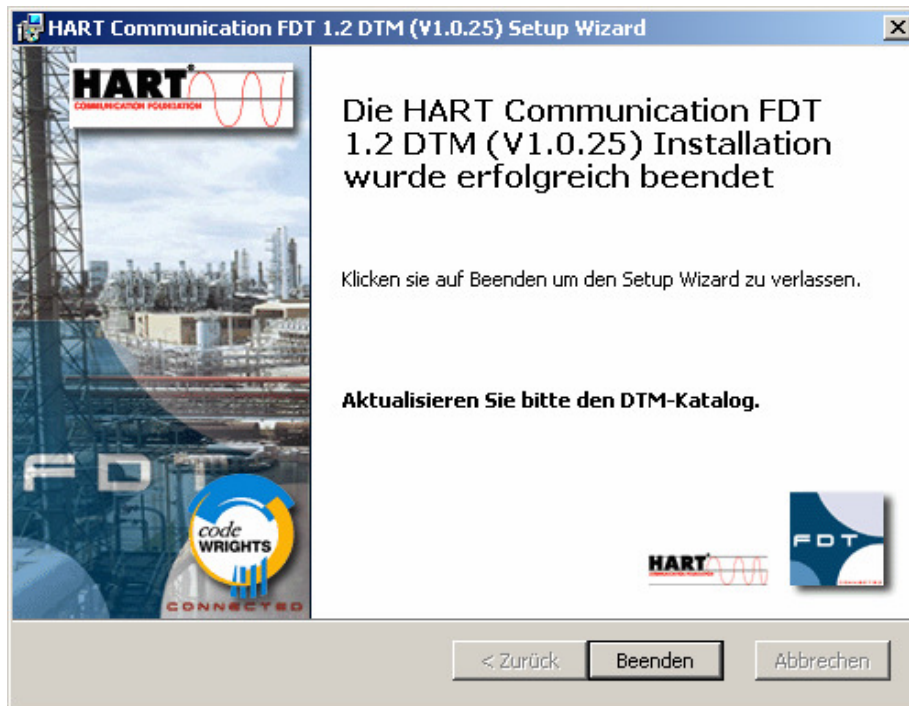 HART Communication FDT 1.2 DTM (V1.0.25) Setup Wizard
HART
COMMUNICATION FOUNDATION
Die HART Communication FDT
1.2 DTM (V1.0.25) Installation
wurde erfolgreich beendet
Klicken sie auf Beenden um den Setup Wizard zu verlassen.
Aktualisieren Sie bitte den DTM-Katalog.
FDT
code
WRIGHTS
CONNECTED
HART
FDT
< Zurück
Beenden
Abbrechen